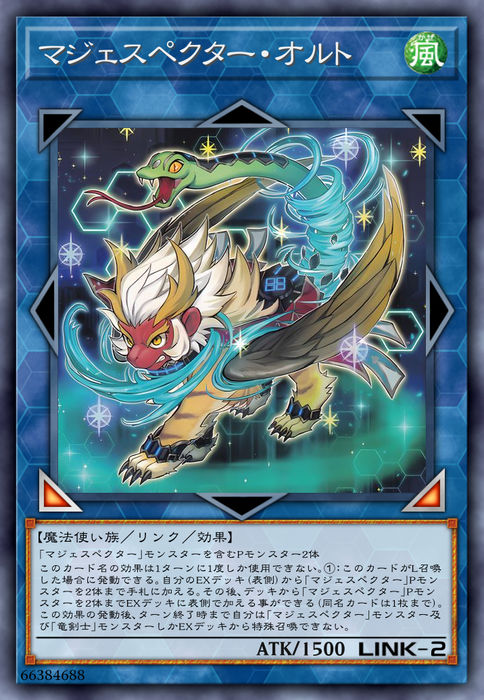 マジェスペクター・オルト
かぜ
風
【魔法使い族／リンク／効果】
「マジェスペクター」モンスターを含むPモンスター2体
このカード名の効果は1ターンに1度しか使用できない。①：このカードがL召喚
した場合に発動できる。自分のEXデッキ(表側)から「マジェスペクター」Pモン
スターを2体まで手札に加える。その後、デッキから「マジェスペクター」Pモン
スターを2体までEXデッキに表側で加える事ができる(同名カードは1枚まで)。
この効果の発動後、ターン終了時まで自分は「マジェスペクター」モンスター及
び「竜剣士」モンスターしかEXデッキから特殊召喚できない。
ATK/1500 LINK-2
66384688